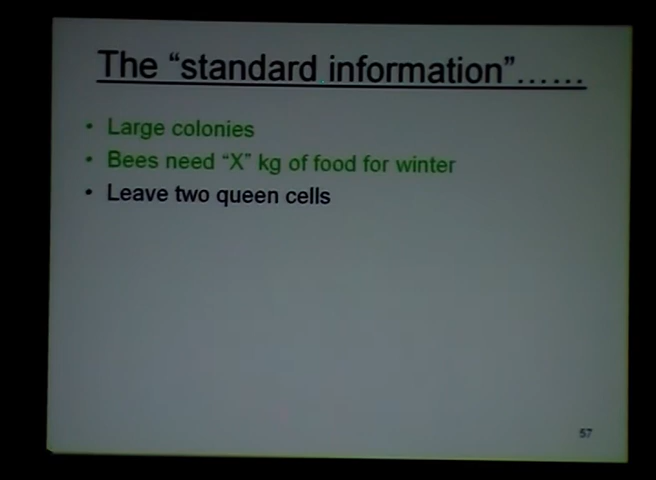 The “standard information”......
• Large colonies
• Bees need “X” kg of food for winter
• Leave two queen cells
57